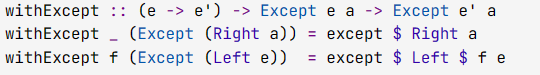 withExcept :: (e -> e') -> Except e a -> Except e' a
withExcept _ (Except (Right a)) = except $ Right a
withExcept f (Except (Left e))  = except $ Left $ f e